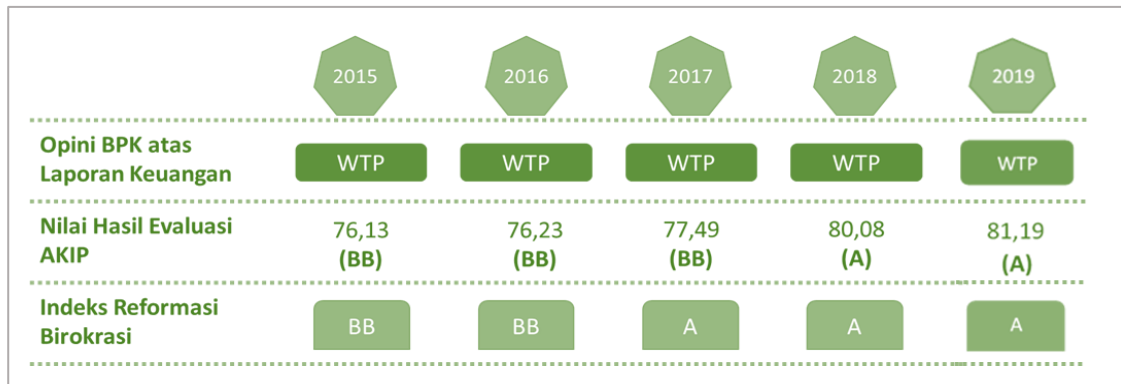 2015 2016 2017 2018 2019
Opini BPK atas
Laporan Keuangan
WTP WTP WTP WTP WTP
Nilai Hasil Evaluasi
AKIP
76,13 76,23 77,49 80,08 81,19
(BB) (BB) (BB) (A) (A)
Indeks Reformasi
Birokrasi
BB BB A A A